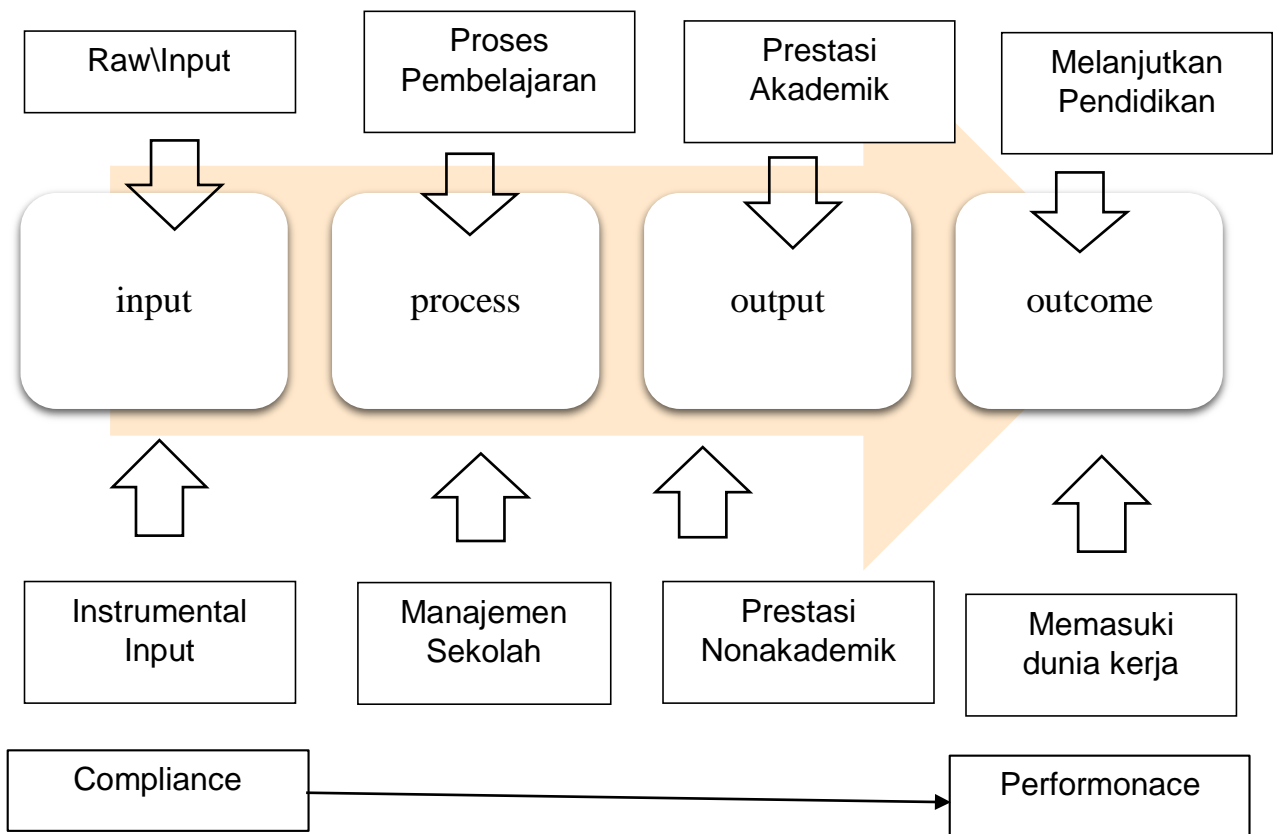 Raw\Input
Proses
Pembelajaran
Prestasi
Akademik
Melanjutkan
Pendidikan
input
process
output
outcome
Instrumental
Input
Manajemen
Sekolah
Prestasi
Nonakademik
Memasuki
dunia kerja
Compliance
Performonace